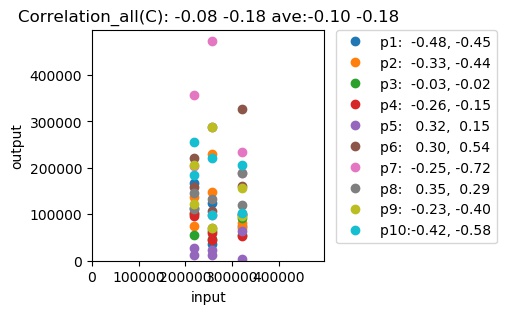 Correlation_all(C): -0.08 -0.18 ave:-0.10 -0.18
output
400000
300000
200000
100000
0
0 100000 200000 300000 400000
input
p1: -0.48, -0.45
p2: -0.33, -0.44
p3: -0.03, -0.02
p4: -0.26, -0.15
p5: 0.32, 0.15
p6: 0.30, 0.54
p7: -0.25, -0.72
p8: 0.35, 0.29
p9: -0.23, -0.40
p10:-0.42, -0.58